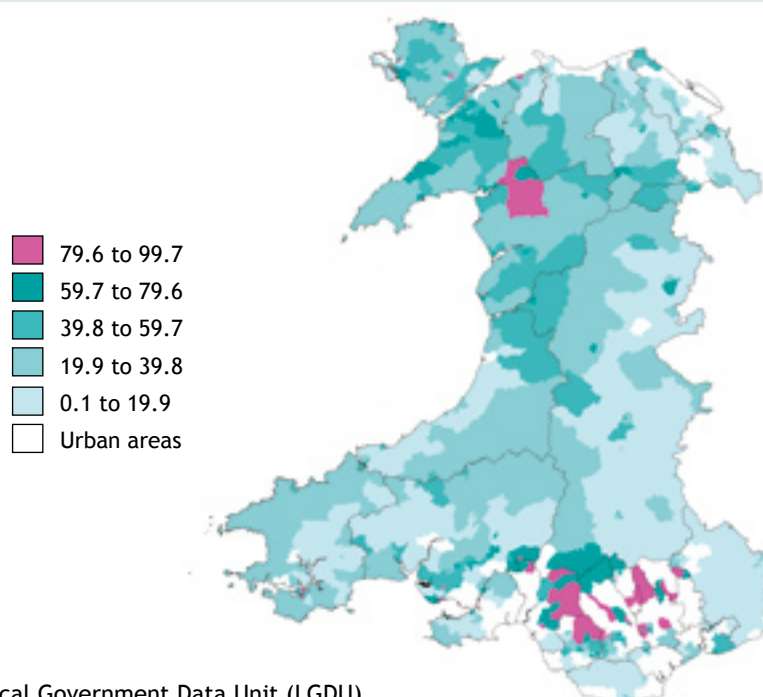 79.6 to 99.7
59.7 to 79.6
39.8 to 59.7
19.9 to 39.8
0.1 to 19.9
Urban areas
Government Data Unit (LGDU)